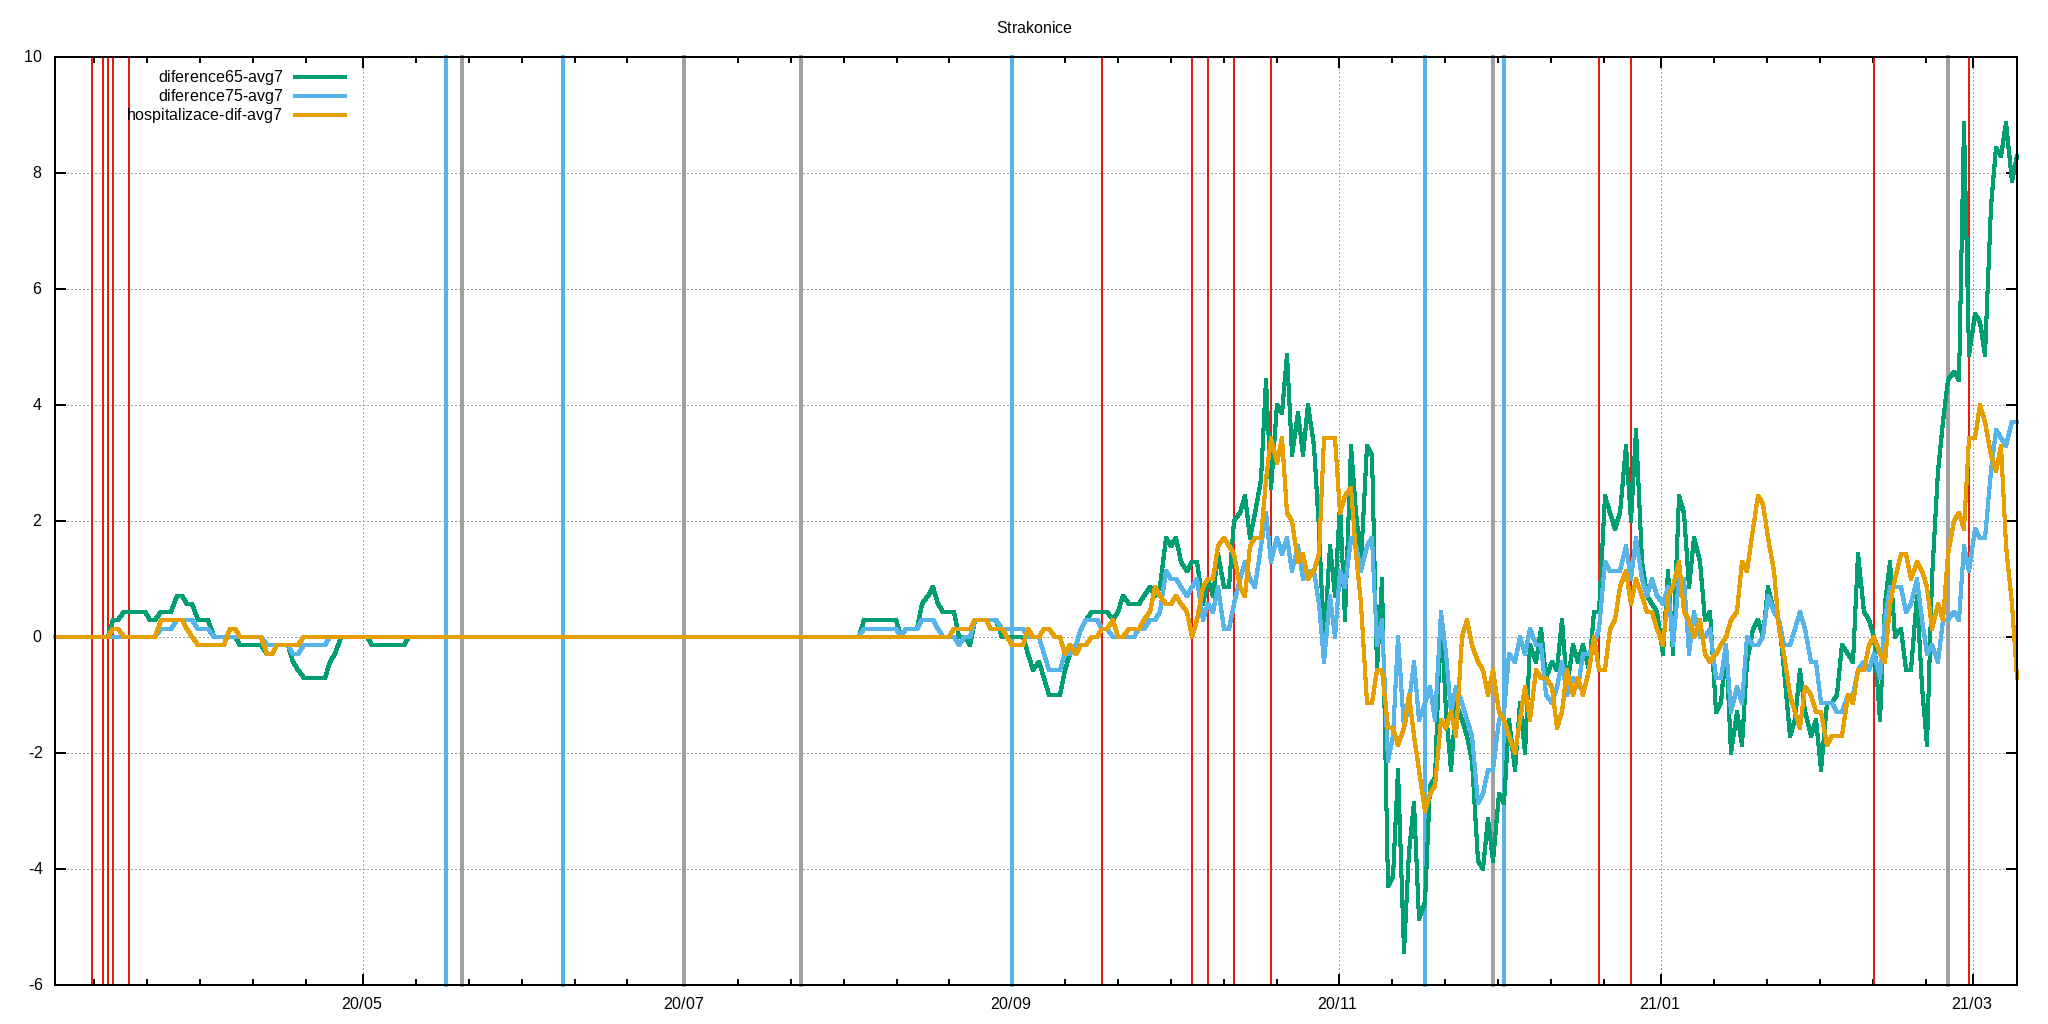 Strakonice
10
diference65-avg7
diference75-avg7
hospitalizace-dif-avg7
8
6
4
2
0
-2
-4
-6
20/05 20/07 20/09 20/11 21/01 21/03